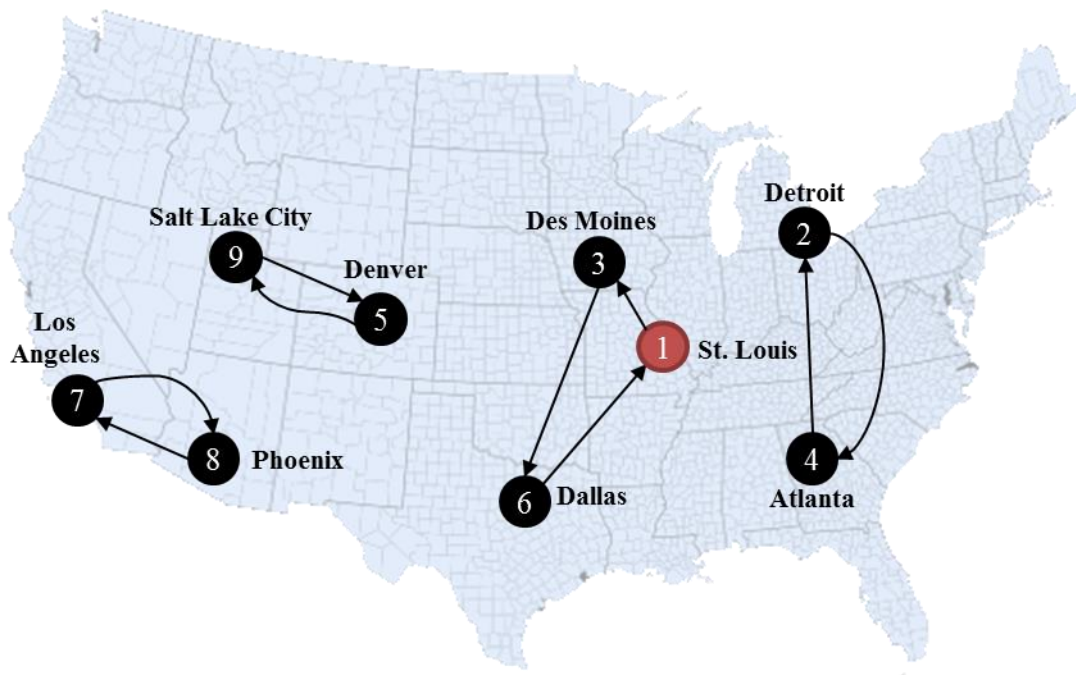 Detroit
2
Salt Lake City
Des Moines
9
3
Denver
5
Los
Angeles
1
St. Louis
7
8
Phoenix
4
Atlanta
6
Dallas